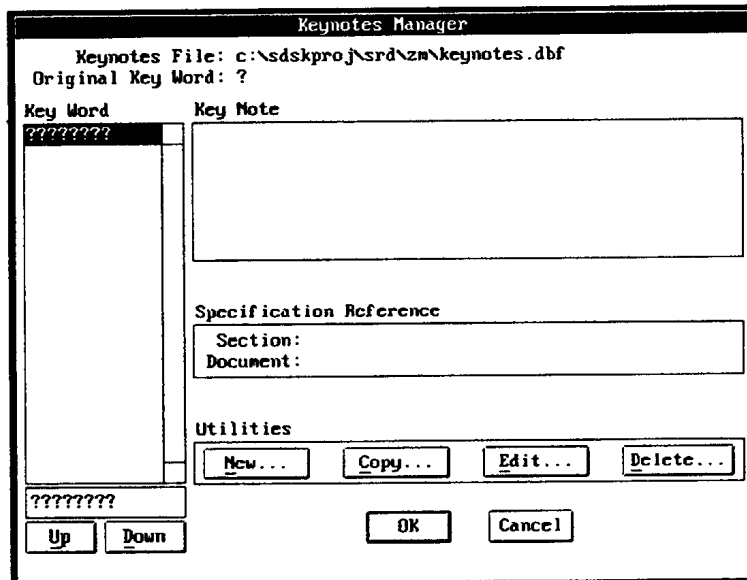 Keynotes Manager
Keynotes File: c:\sdskproj\srd\zm\keynotes.dbf
Original Key Word: ?
Key Word
????????
????????
Up Down
Key Note
Specification Reference
Section:
Document:
Utilities
New... Copy... Edit... Delete...
OK Cancel